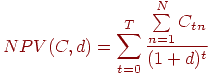 $NPV(C,d) = \sum_{t=0}^{T} \frac{\sum_{n=1}^{N} C_{tn}}{(1+d)^t}$